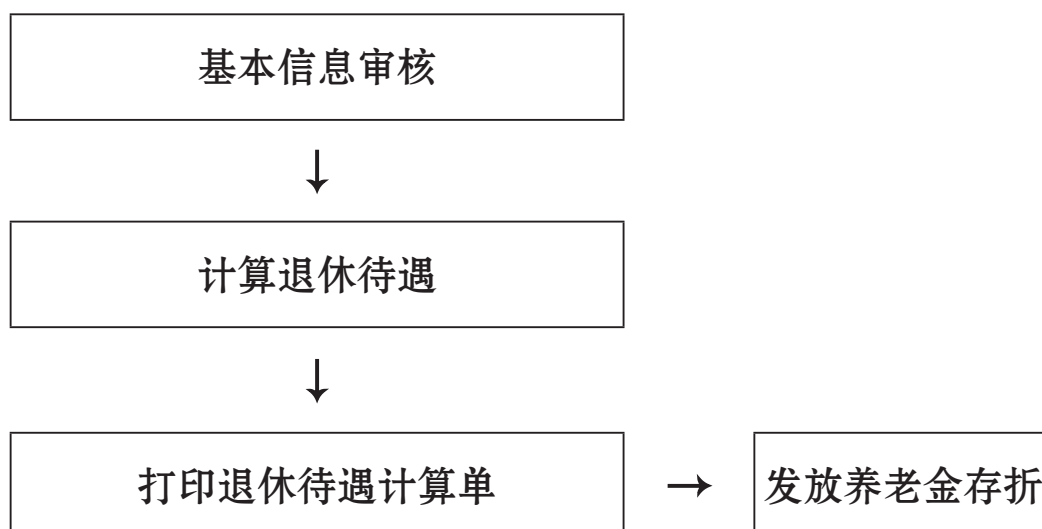 基本信息审核
↓
计算退休待遇
↓
打印退休待遇计算单 → 发放养老金存折